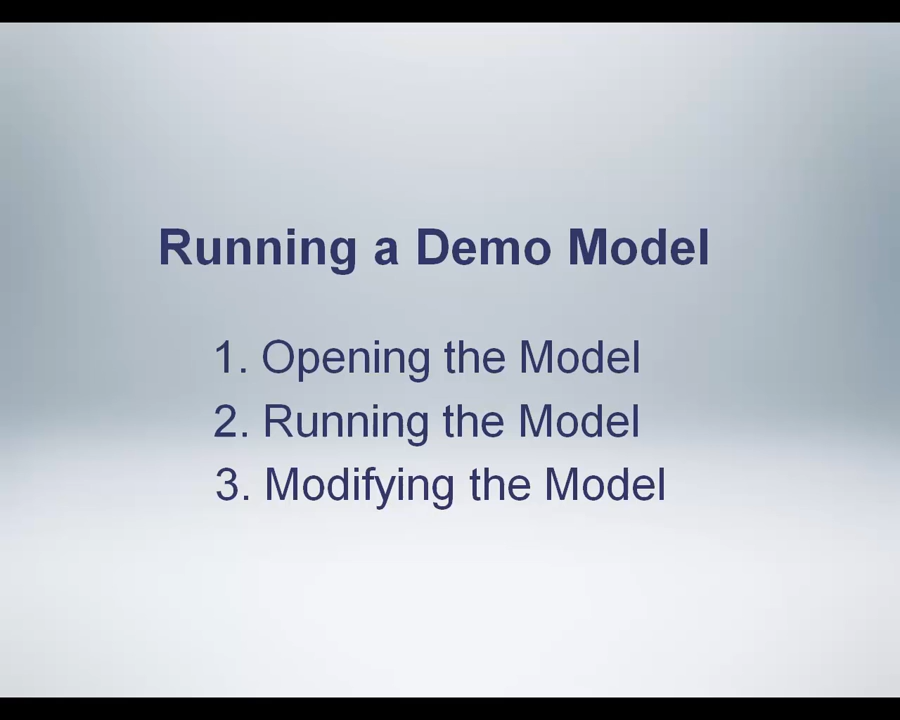 Running a Demo Model
1. Opening the Model
2. Running the Model
3. Modifying the Model